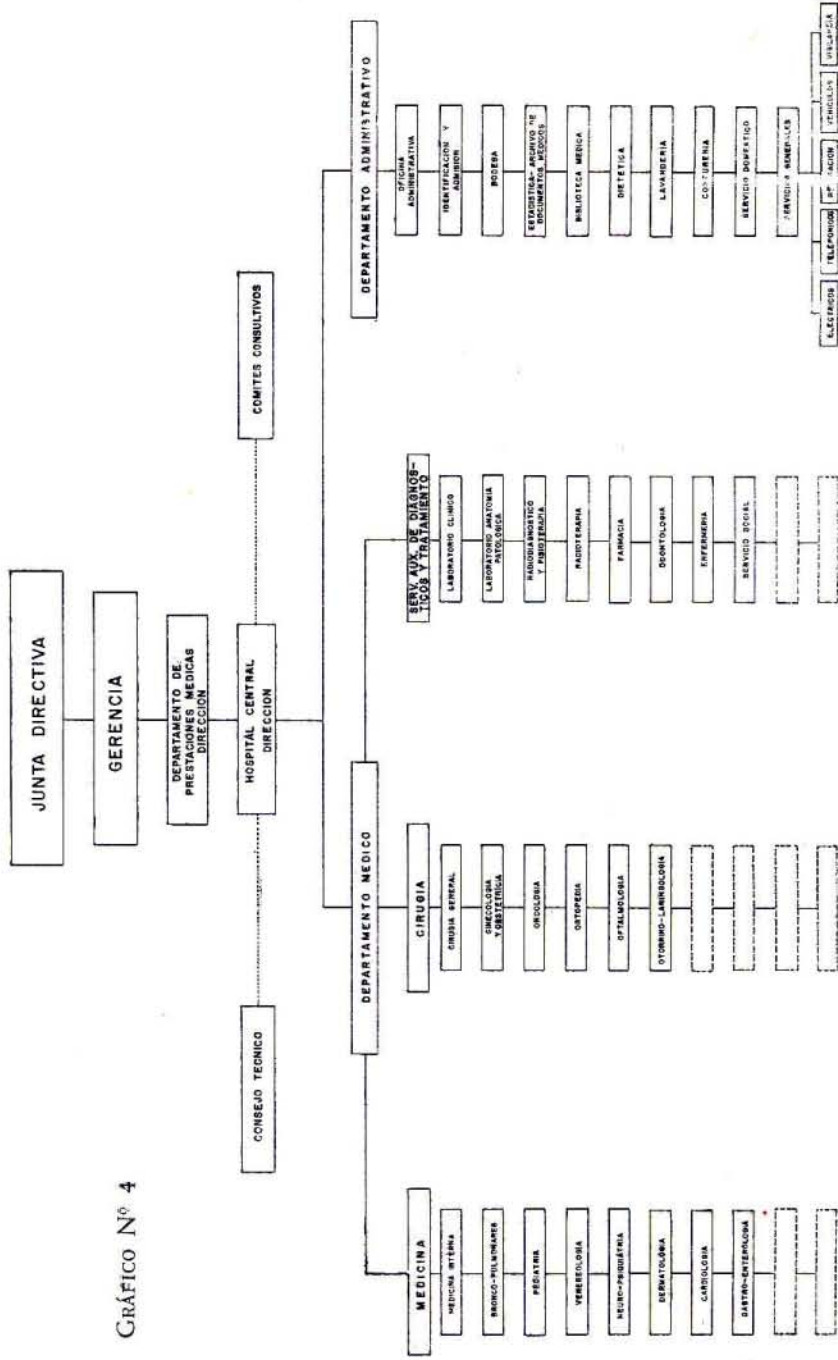 GRÁFICO Nº 4
JUNTA DIRECTIVA
GERENCIA
DEPARTAMENTO DE
PRESTACIONES MEDICAS
DIRECCION
CONSEJO TECNICO
HOSPITAL CENTRAL
DIRECCION
COMITES CONSULTIVOS
DEPARTAMENTO MEDICO
DEPARTAMENTO ADMINISTRATIVO
MEDICINA
MEDICINA INTERNA
BRONCO-PULMONARES
PEDIATRIA
VENEREOLOGIA
NEURO-PSIQUIATRIA
DERMATOLOGIA
CARDIOLOGIA
GASTRO-ENTEROLOGIA
CIRUGIA
CIRUGIA GENERAL
GINECOLOGIA
Y OBSTETRICIA
ONCOLOGIA
ORTOPEDIA
OFTALMOLOGIA
OTORRINO-LARINGOLOGIA
SERV. AUX. DE DIAGNOS-
TICOS Y TRATAMIENTO
LABORATORIO CLINICO
LABORATORIO ANATOMIA
PATOLOGICA
RADIODIAGNOSTICO
Y FISIOTERAPIA
RADIOTERAPIA
FARMACIA
ODONTOLOGIA
ENFERMERIA
SERVICIO SOCIAL
OFICINA
ADMINISTRATIVA
IDENTIFICACION Y
ADMISION
BODEGA
ESTADISTICA-ARCHIVO DE
DOCUMENTOS MEDICOS
BIBLIOTECA MEDICA
DIETETICA
LAVANDERIA
COSTURERIA
SERVICIO DOMESTICO
SERVICIOS GENERALES
ELECTRICOS
TELEFONICOS
VEHICULOS
VIGILANCIA